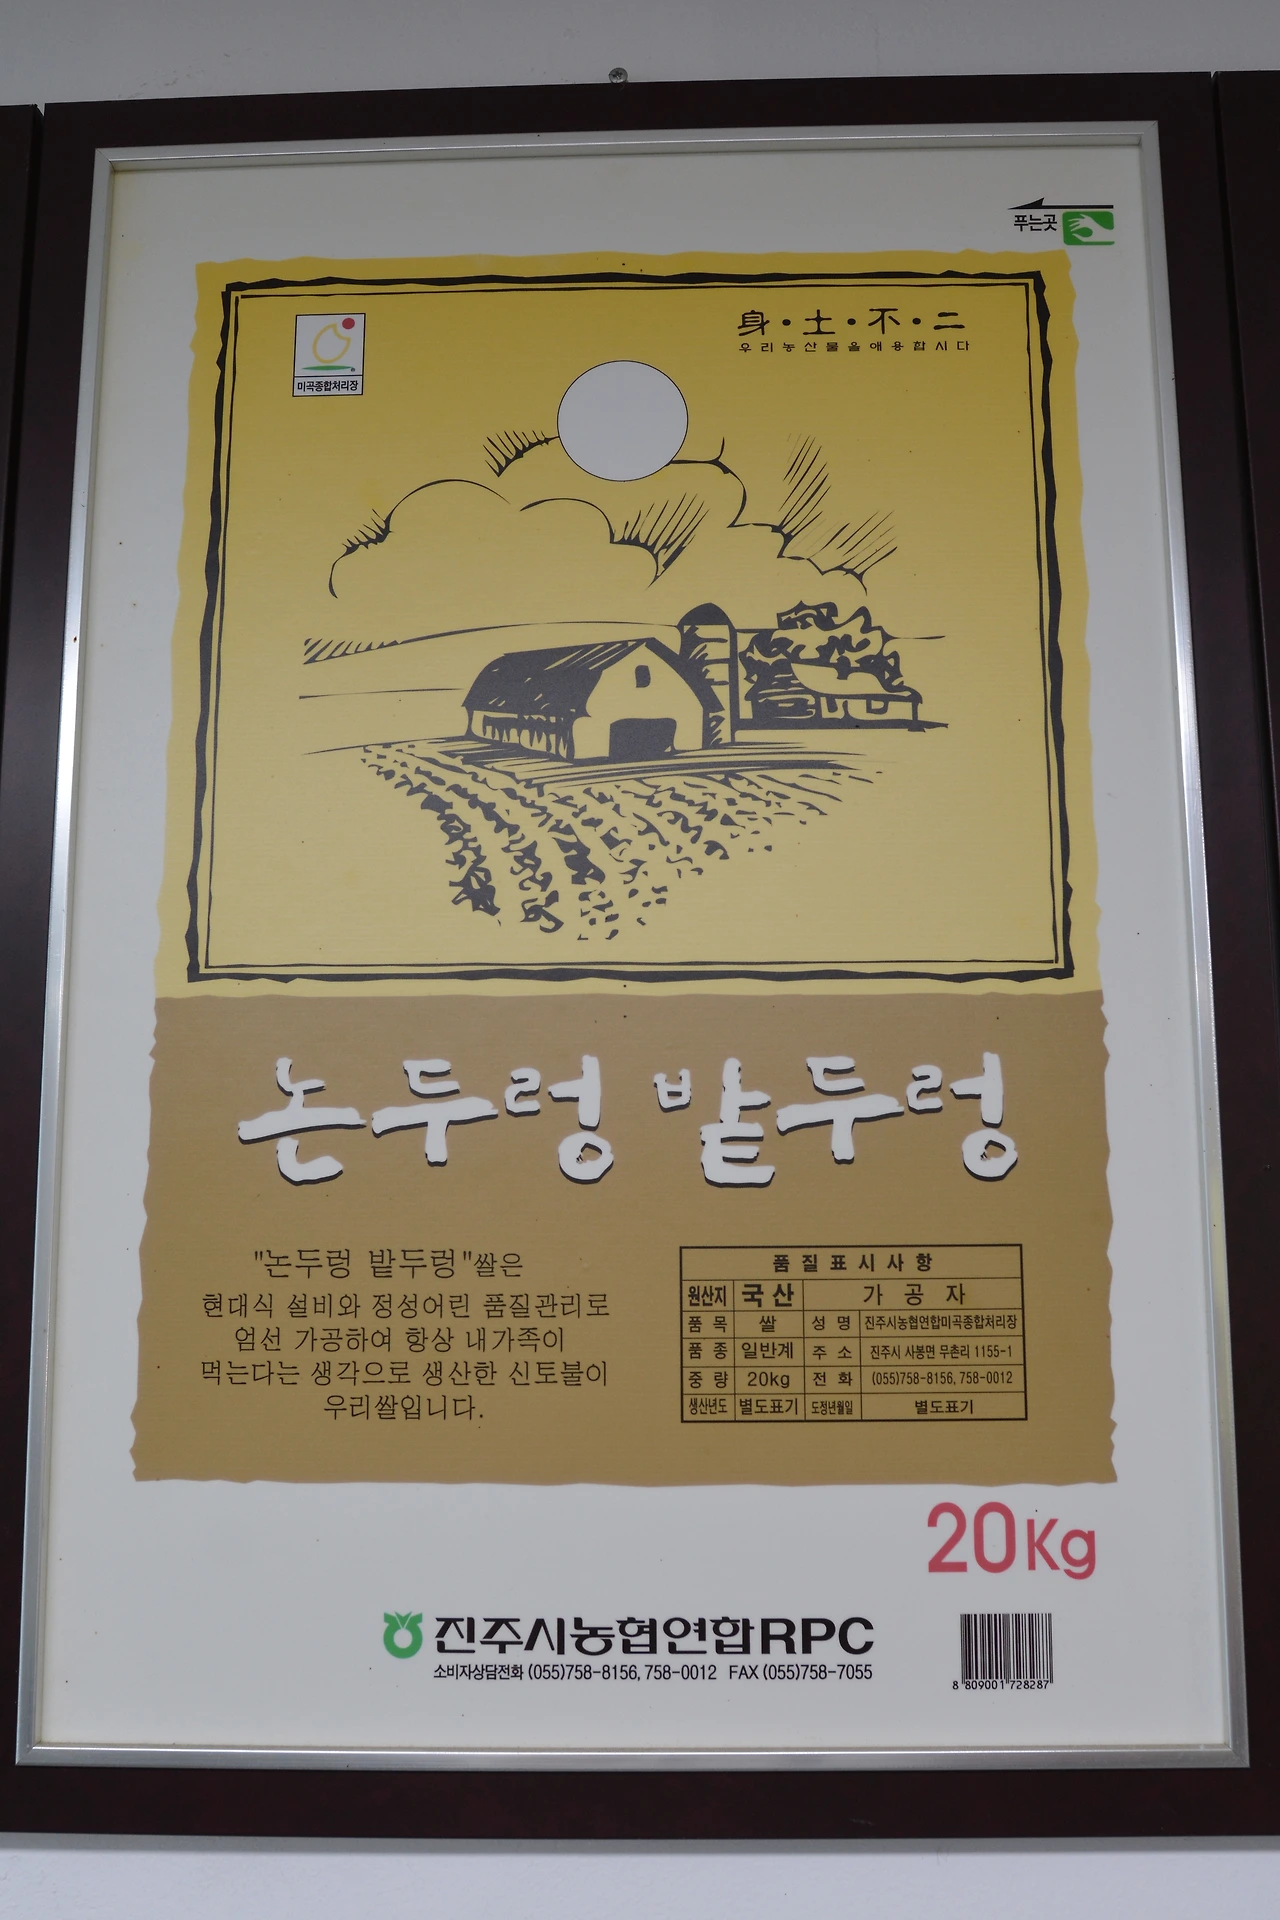 푸는곳
身·土·不·二
우리농산물을애용합시다
미곡종합처리장
논두렁 밭두렁
"논두렁 밭두렁"쌀은
현대식 설비와 정성어린 품질관리로
엄선 가공하여 항상 내가족이
먹는다는 생각으로 생산한 신토불이
우리쌀입니다.
품질표시사항
원산지 국산 가공자
품목 쌀 성명 진주시농협연합미곡종합처리장
품종 일반계 주소 진주시 사봉면 무촌리 1155-1
중량 20kg 전화 (055)758-8156, 758-0012
생산년도 별도표기 도정년월일 별도표기
20Kg
진주시농협연합RPC
소비자상담전화 (055)758-8156, 758-0012 FAX (055)758-7055
8 809001 728287